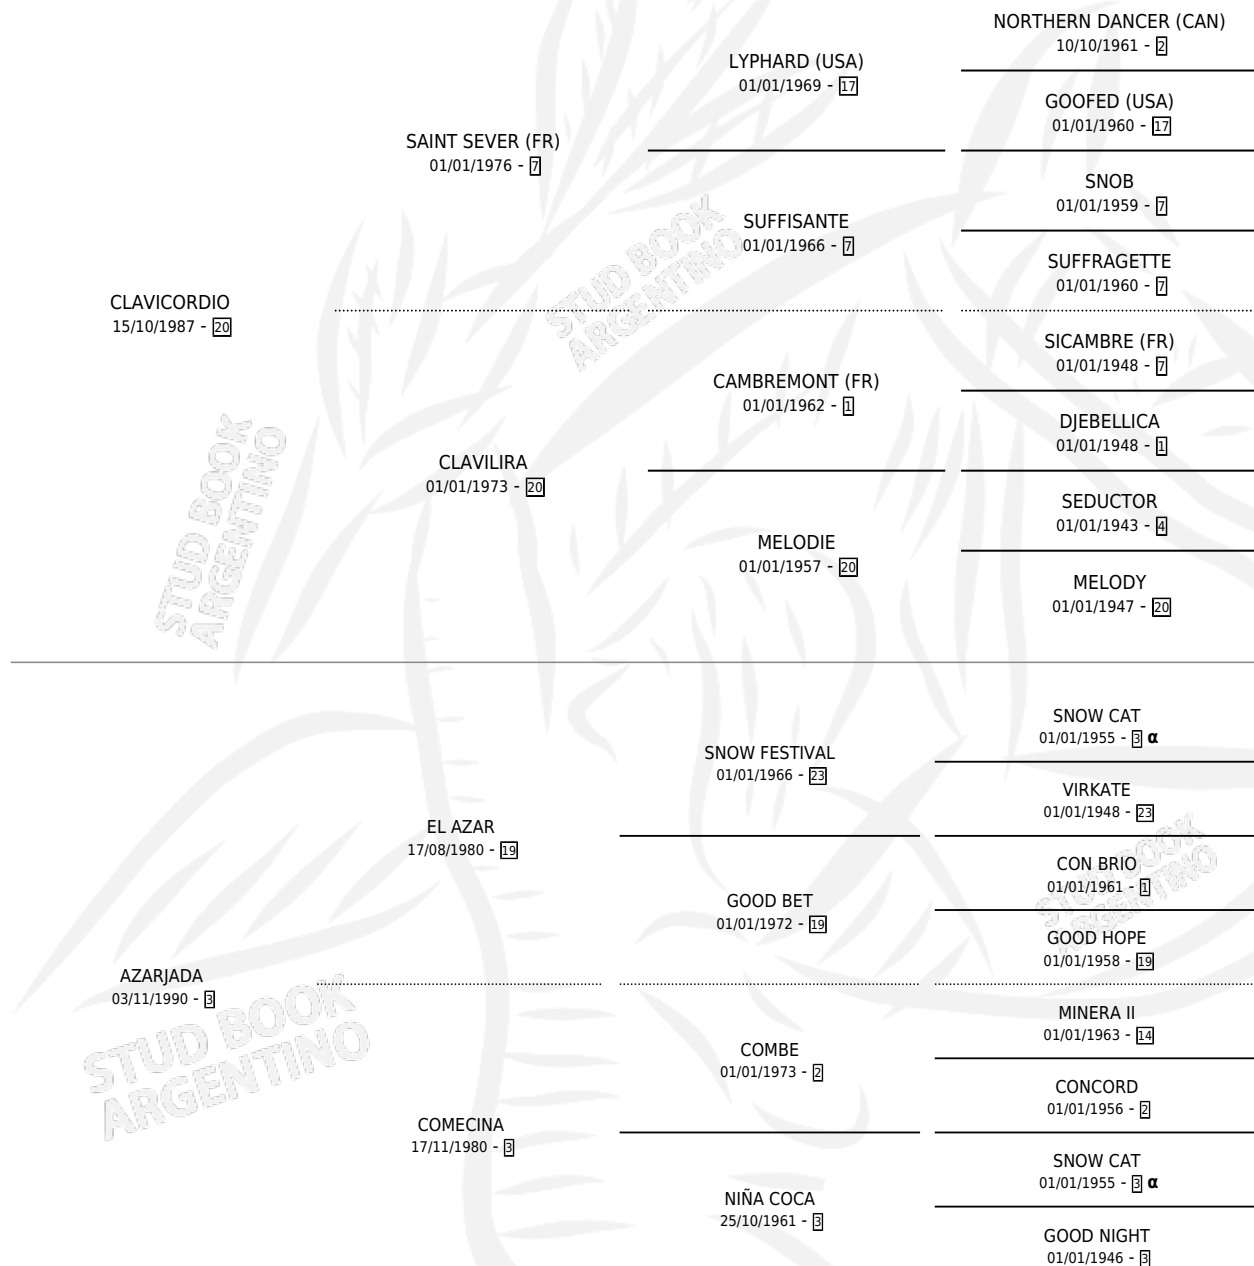 NORTHERN DANCER (CAN)
10/10/1961 - 2
LYPHARD (USA)
01/01/1969 - 17
GOOFED (USA)
01/01/1960 - 17
SAINT SEVER (FR)
01/01/1976 - 7
SNOB
01/01/1959 - 7
SUFFISANTE
01/01/1966 - 7
SUFFRAGETTE
01/01/1960 - 7
CLAVICORDIO
15/10/1987 - 20
SICAMBRE (FR)
01/01/1948 - 7
CAMBREMONT (FR)
01/01/1962 - 1
DJEBELLICA
01/01/1948 - 1
CLAVILIRA
01/01/1973 - 20
SEDUCTOR
01/01/1943 - 4
MELODIE
01/01/1957 - 20
MELODY
01/01/1947 - 20
STUD BOOK
ARGENTINO
STUD BOOK
ARGENTINO
SNOW CAT
01/01/1955 - 3 α
SNOW FESTIVAL
01/01/1966 - 23
VIRKATE
01/01/1948 - 23
EL AZAR
17/08/1980 - 19
CON BRIO
01/01/1961 - 1
GOOD BET
01/01/1972 - 19
GOOD HOPE
01/01/1958 - 19
AZARJADA
03/11/1990 - 3
MINERA II
01/01/1963 - 14
COMBE
01/01/1973 - 2
CONCORD
01/01/1956 - 2
COMECINA
17/11/1980 - 3
SNOW CAT
01/01/1955 - 3 α
NIÑA COCA
25/10/1961 - 3
GOOD NIGHT
01/01/1946 - 3
STUD BOOK
ARGENTINO
STUD BOOK
ARGENTINO